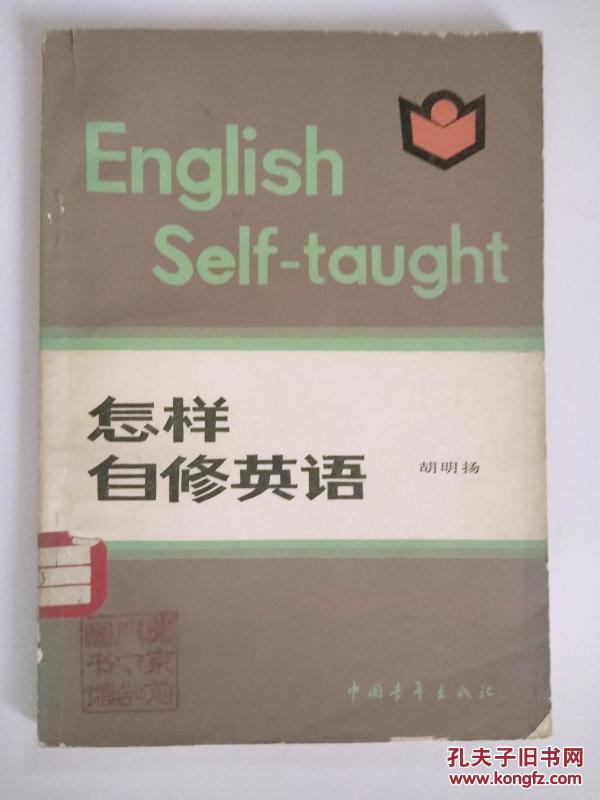 English
Self-taught
怎样
自修英语
胡明扬
中国青年出版社
孔夫子旧书网
www.kongfz.com